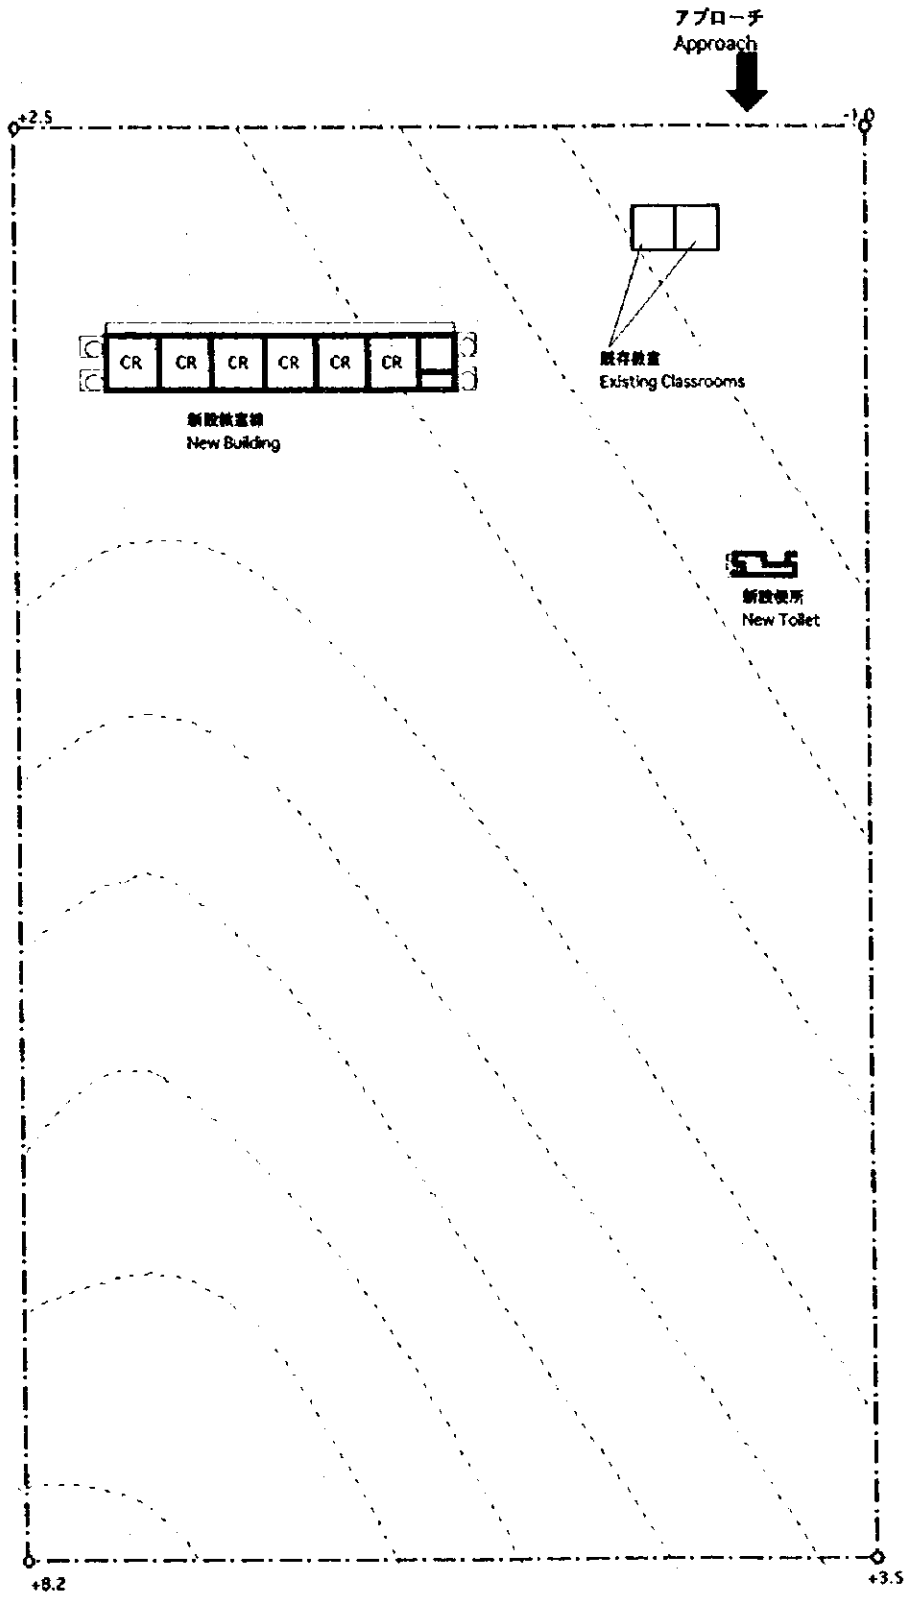 アプローチ
Approach
+2.5
-1.0
CR CR CR CR CR CR
既存教室
Existing Classrooms
新設教室棟
New Building
新設便所
New Toilet
+8.2
+3.5